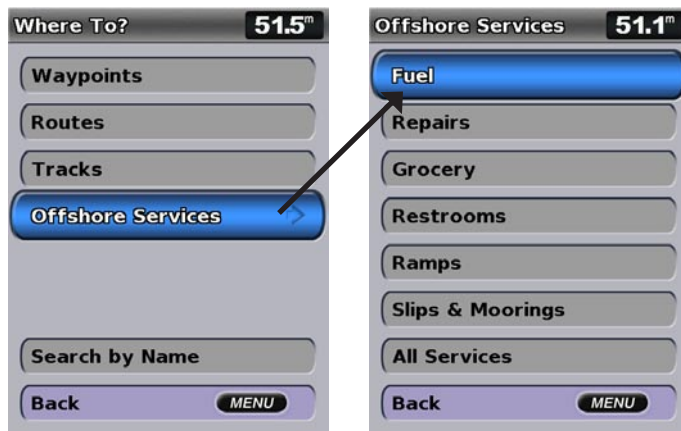 Where To? 51.5m
Waypoints
Routes
Tracks
Offshore Services
Search by Name
Back MENU
Offshore Services 51.1m
Fuel
Repairs
Grocery
Restrooms
Ramps
Slips & Moorings
All Services
Back MENU